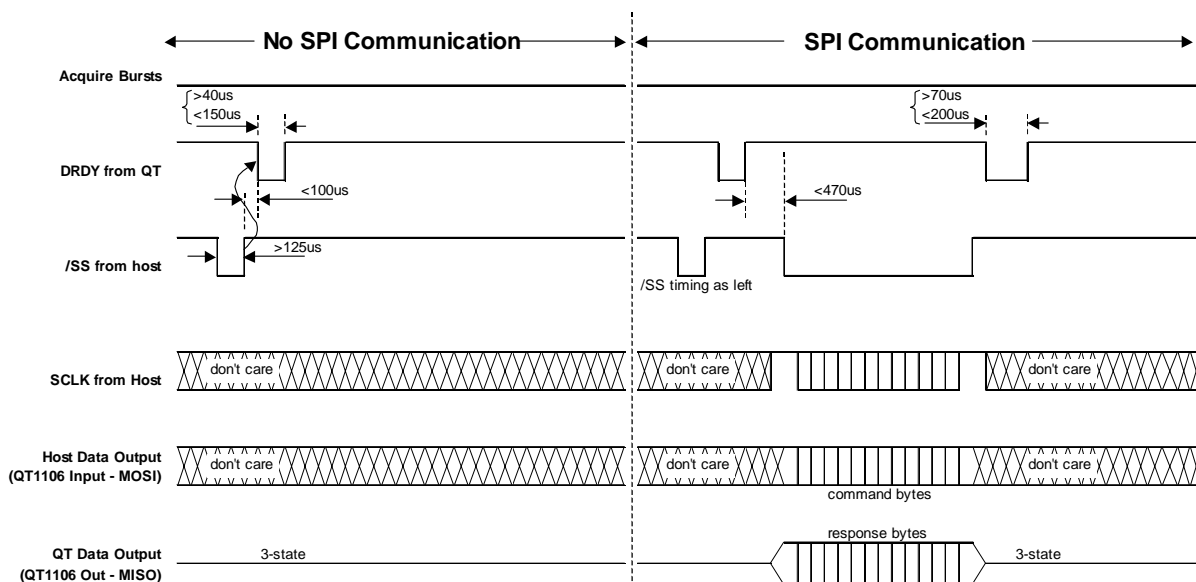 No SPI Communication
SPI Communication
Acquire Bursts
>40us
<150us
>70us
<200us
DRDY from QT
<100us
<470us
>125us
/SS from host
/SS timing as left
SCLK from Host
don't care
don't care
don't care
Host Data Output
(QT1106 Input - MOSI)
don't care
don't care
don't care
command bytes
response bytes
QT Data Output
(QT1106 Out - MISO)
3-state
3-state